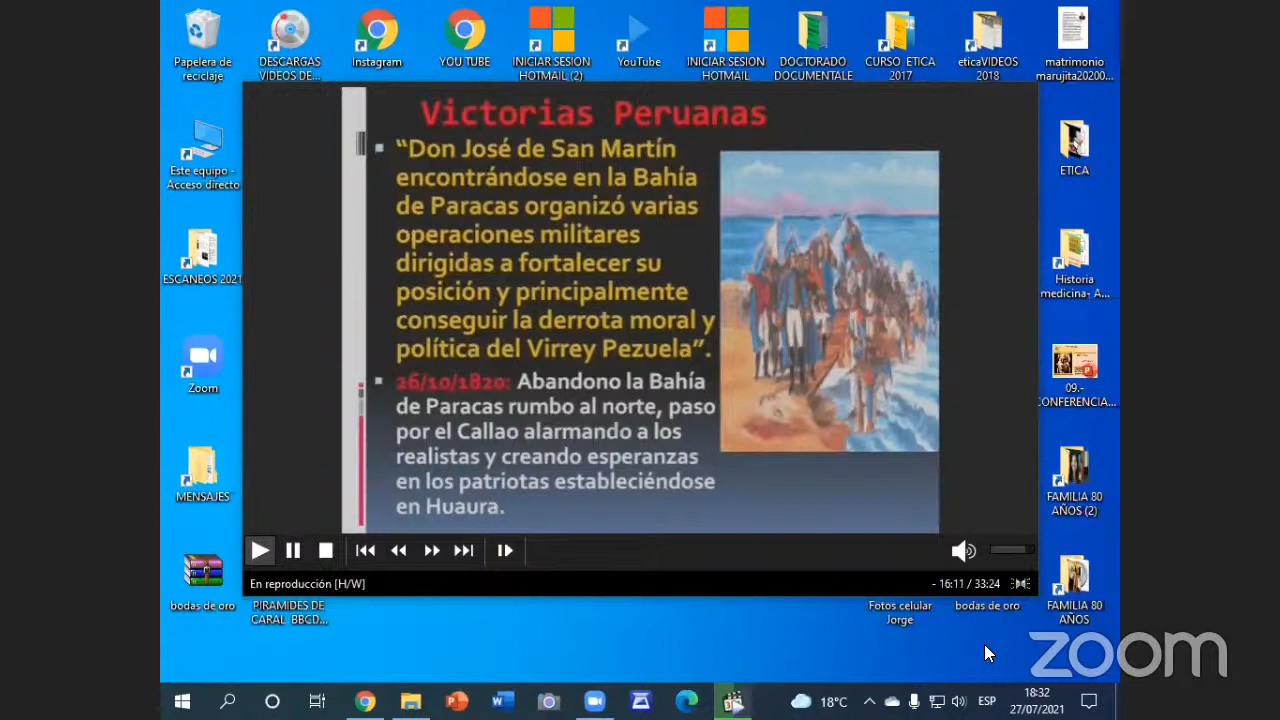 Papelera de
reciclaje
DESCARGAS
VIDEOS DE...
Instagram
YOU TUBE
INICIAR SESION
HOTMAIL (2)
YouTube
INICIAR SESION
HOTMAIL
DOCTORADO
DOCUMENTALE
CURSO ETICA
2017
eticaVIDEOS
2018
matrimonio
marujita20200...
Este equipo -
Acceso directo
ETICA
ESCANEOS 2021
Historia
medicina- A...
Zoom
09.-
CONFERENCIA...
MENSAJES
FAMILIA 80
AÑOS (2)
bodas de oro
PIRAMIDES DE
CARAL BBCD...
Fotos celular
Jorge
bodas de oro
FAMILIA 80
AÑOS
Victorias Peruanas
“Don José de San Martín
encontrándose en la Bahía
de Paracas organizó varias
operaciones militares
dirigidas a fortalecer su
posición y principalmente
conseguir la derrota moral y
política del Virrey Pezuela”.
26/10/1820: Abandono la Bahía
de Paracas rumbo al norte, paso
por el Callao alarmando a los
realistas y creando esperanzas
en los patriotas estableciéndose
en Huaura.
En reproducción [H/W]
- 16:11 / 33:24
zoom
18°C
ESP
18:32
27/07/2021